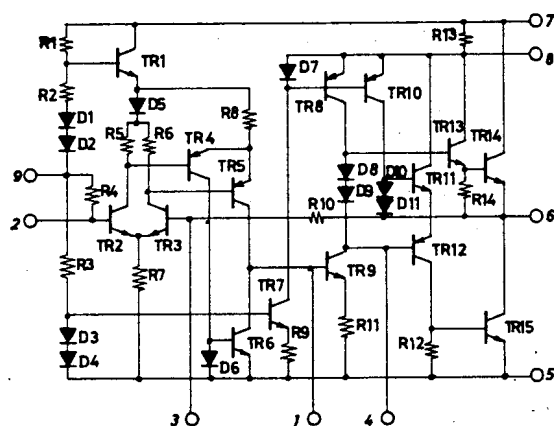 7
R1
R13
TR1
8
D7
R2
TR8
TR10
D5
R8
D1
TR4
R5
R6
TR13
TR14
D2
TR5
D8
D10
TR11
9
R4
D9
D11
R14
R10
2
6
TR2
TR3
TR12
R3
R7
TR7
TR9
D3
R9
R11
TR15
TR6
R12
D4
D6
5
3
1
4